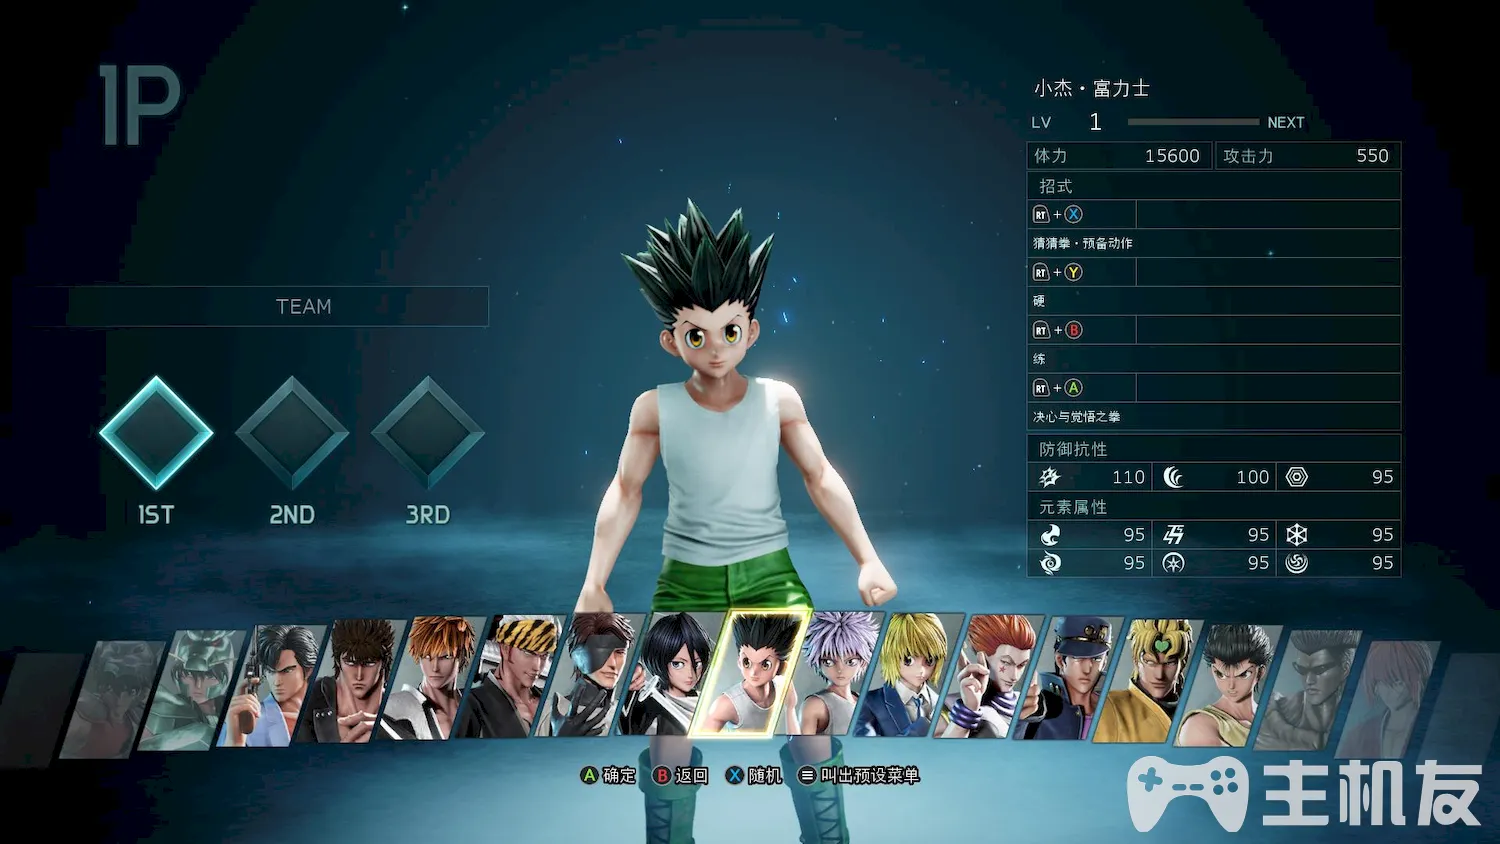 1P
TEAM
1ST 2ND 3RD
小杰・富力士
LV 1 NEXT
体力 15600 攻击力 550
招式
RT + X
猜猜拳・预备动作
RT + Y
硬
RT + B
练
RT + A
决心与觉悟之拳
防御抗性
110 100 95
元素属性
95 95 95
95 95 95
A 确定 B 返回 X 随机 叫出预设菜单
主机友